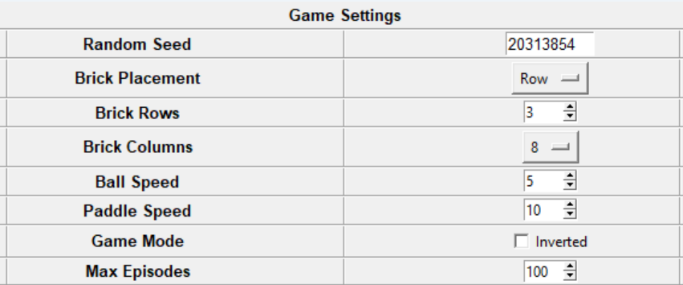 Game Settings
Random Seed 20313854
Brick Placement Row
Brick Rows 3
Brick Columns 8
Ball Speed 5
Paddle Speed 10
Game Mode Inverted
Max Episodes 100